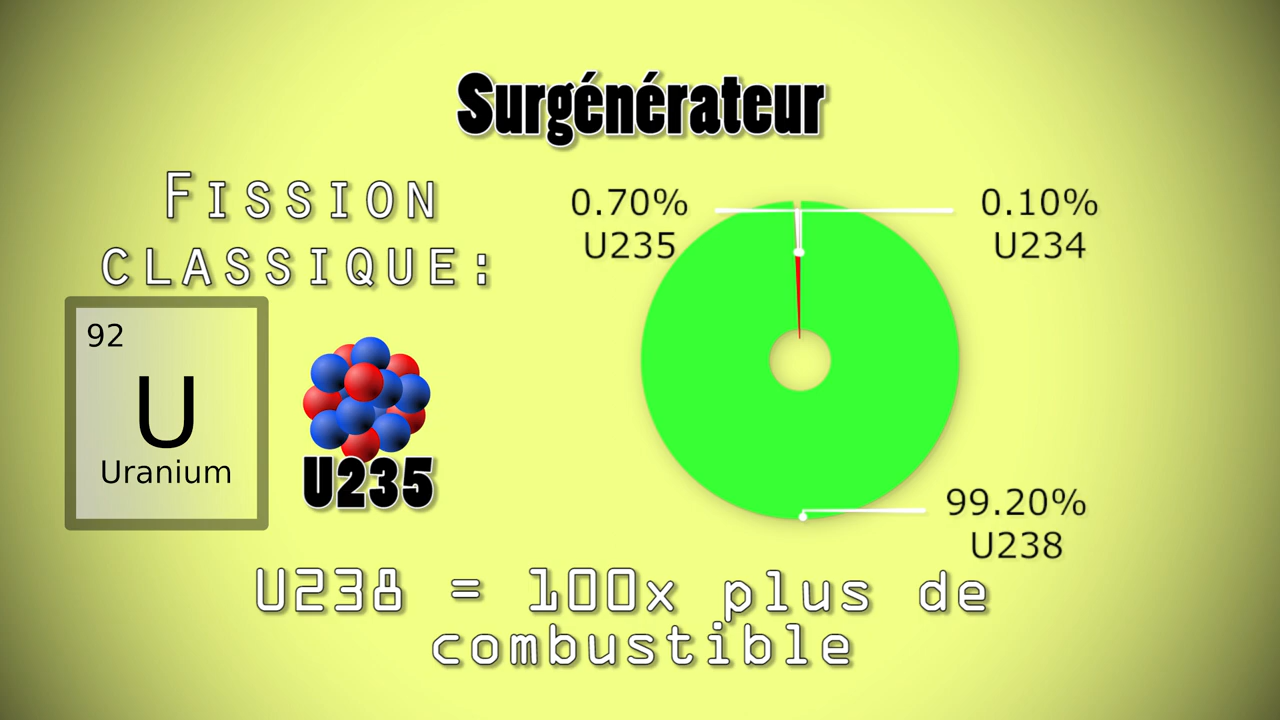 Surgénérateur
FISSION
CLASSIQUE:
92
U
Uranium
U235
0.70%
U235
0.10%
U234
99.20%
U238
U238 = 100x plus de
combustible